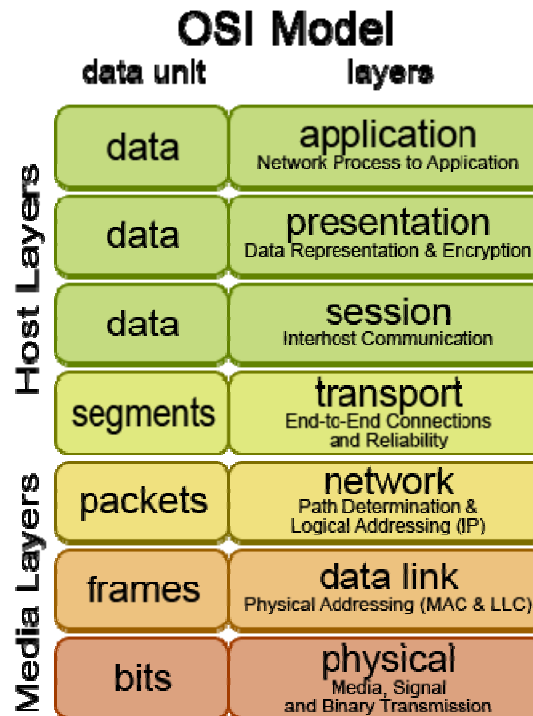 OSI Model
data unit layers
Host Layers
data application
Network Process to Application
data presentation
Data Representation & Encryption
data session
Interhost Communication
segments transport
End-to-End Connections
and Reliability
Media Layers
packets network
Path Determination &
Logical Addressing (IP)
frames data link
Physical Addressing (MAC & LLC)
bits physical
Media, Signal
and Binary Transmission